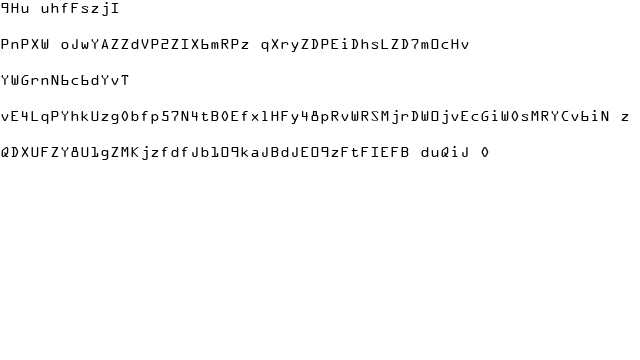 9Hu uhfFszjI
PnPXW oJwYAZZdVP2ZIX6mRPz qXryZDPEiDhsLZD7mOcHv
YWGrnN6c6dYvT
vE4LqPYhkUzg0bfp57N4tB0Efx1HFy48pRvWRSMjrDWOjvEcGiW0sMRYCv6iN z
QDXUFZY8U1gZMKjzfdfJb1O9kaJBdJEO9zFtFIEFB duQiJ 0